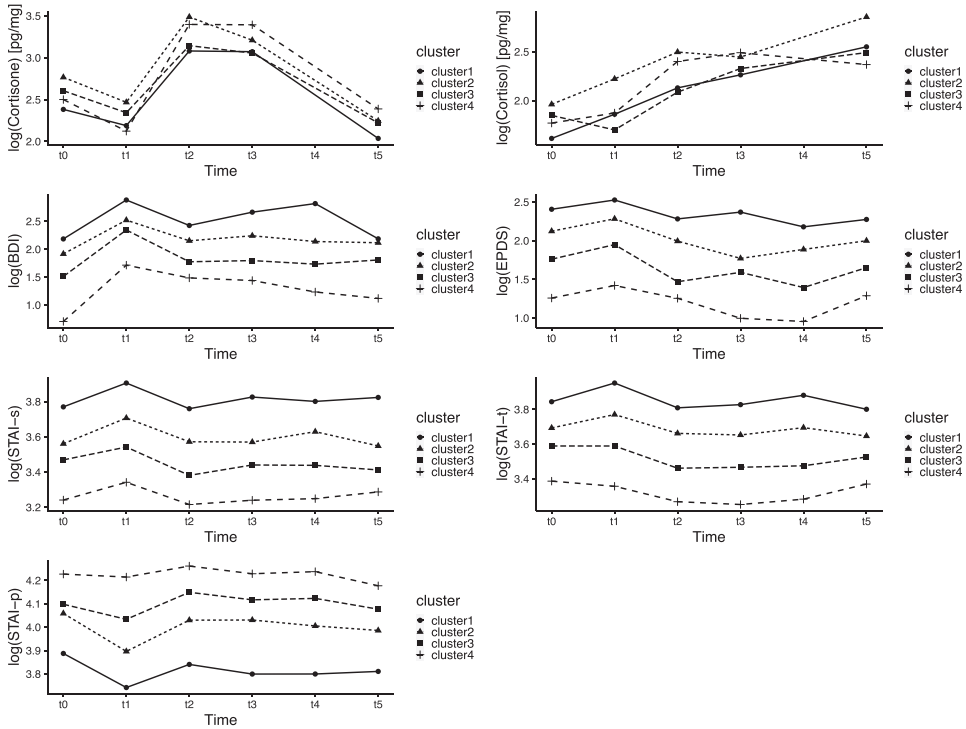 log(Cortisone) [pg/mg]
3.5
3.0
2.5
2.0
t0 t1 t2 t3 t4 t5
Time
cluster
cluster1
cluster2
cluster3
cluster4
log(Cortisol) [pg/mg]
2.5
2.0
t0 t1 t2 t3 t4 t5
Time
cluster
cluster1
cluster2
cluster3
cluster4
log(BDI)
2.5
2.0
1.5
1.0
t0 t1 t2 t3 t4 t5
Time
cluster
cluster1
cluster2
cluster3
cluster4
log(EPDS)
2.5
2.0
1.5
1.0
t0 t1 t2 t3 t4 t5
Time
cluster
cluster1
cluster2
cluster3
cluster4
log(STAI−s)
3.8
3.6
3.4
3.2
t0 t1 t2 t3 t4 t5
Time
cluster
cluster1
cluster2
cluster3
cluster4
log(STAI−t)
3.8
3.6
3.4
t0 t1 t2 t3 t4 t5
Time
cluster
cluster1
cluster2
cluster3
cluster4
log(STAI−p)
4.2
4.1
4.0
3.9
3.8
t0 t1 t2 t3 t4 t5
Time
cluster
cluster1
cluster2
cluster3
cluster4